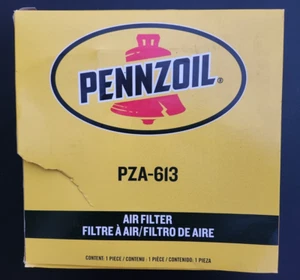 PENNZOIL®
PZA-613
AIR FILTER
FILTRE À AIR/FILTRO DE AIRE
CONTENT: 1 PIECE / CONTENU : 1 PIÈCE / CONTENIDO: 1 PIEZA